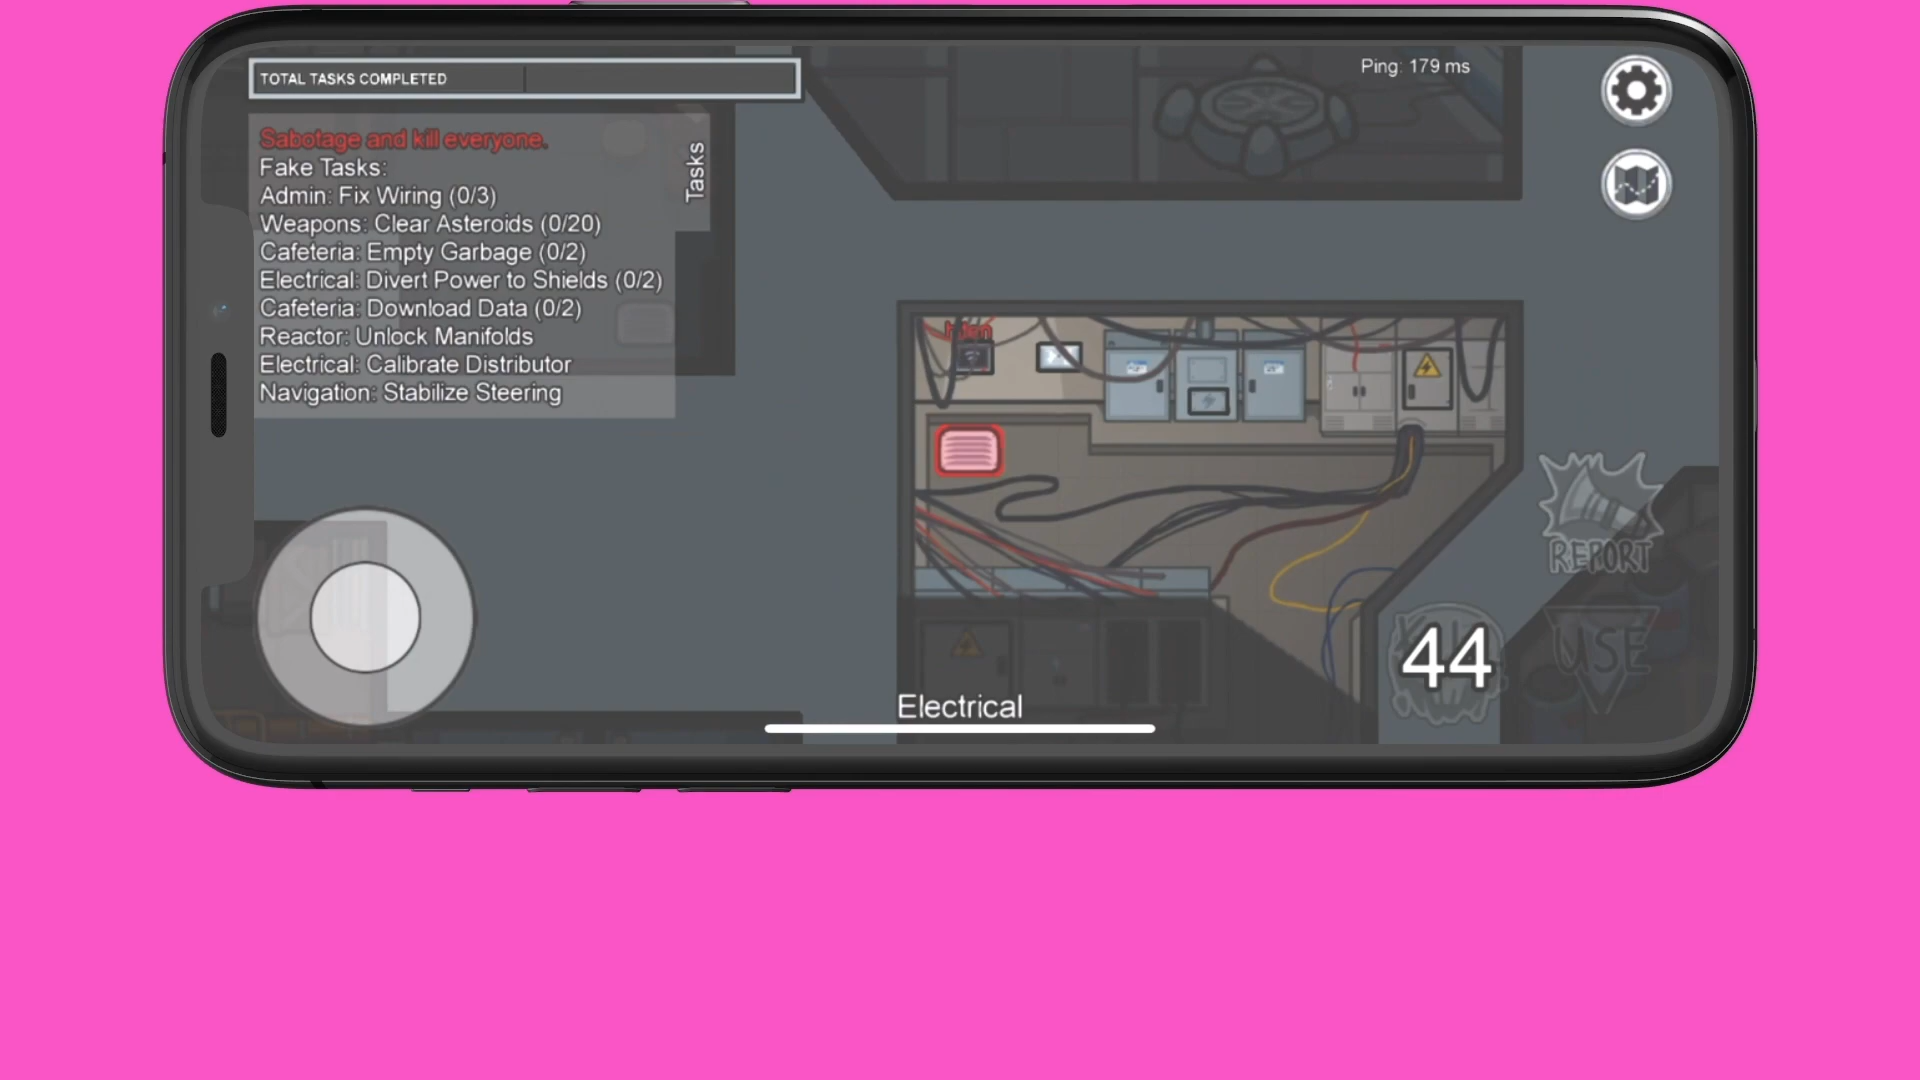 TOTAL TASKS COMPLETED
Ping: 179 ms
Sabotage and kill everyone.
Fake Tasks:
Admin: Fix Wiring (0/3)
Weapons: Clear Asteroids (0/20)
Cafeteria: Empty Garbage (0/2)
Electrical: Divert Power to Shields (0/2)
Cafeteria: Download Data (0/2)
Reactor: Unlock Manifolds
Electrical: Calibrate Distributor
Navigation: Stabilize Steering
Tasks
REPORT
44
USE
Electrical